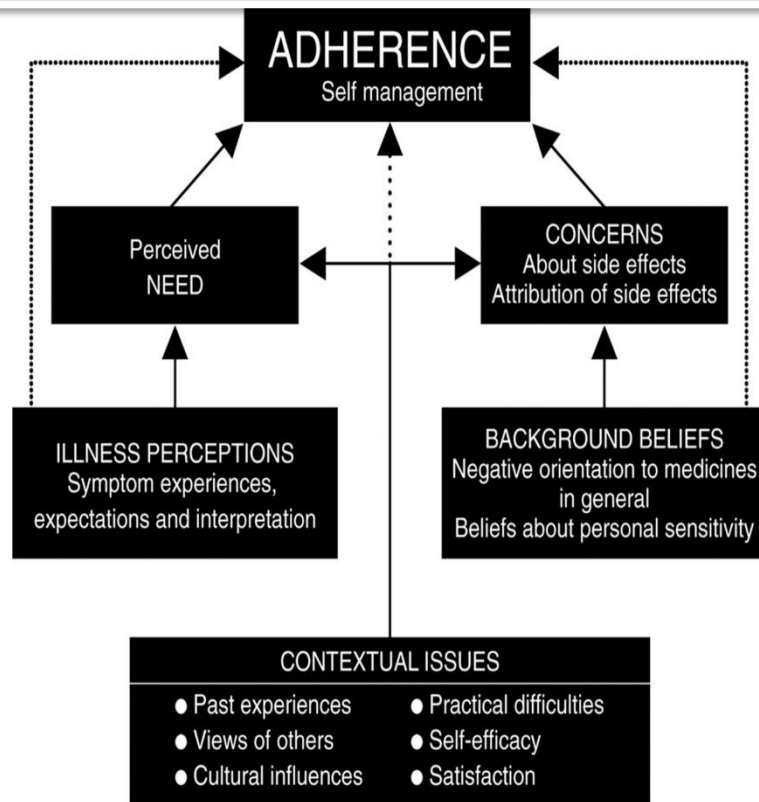 ADHERENCE
Self management
Perceived
NEED
CONCERNS
About side effects
Attribution of side effects
ILLNESS PERCEPTIONS
Symptom experiences,
expectations and interpretation
BACKGROUND BELIEFS
Negative orientation to medicines
in general
Beliefs about personal sensitivity
CONTEXTUAL ISSUES
● Past experiences
● Views of others
● Cultural influences
● Practical difficulties
● Self-efficacy
● Satisfaction